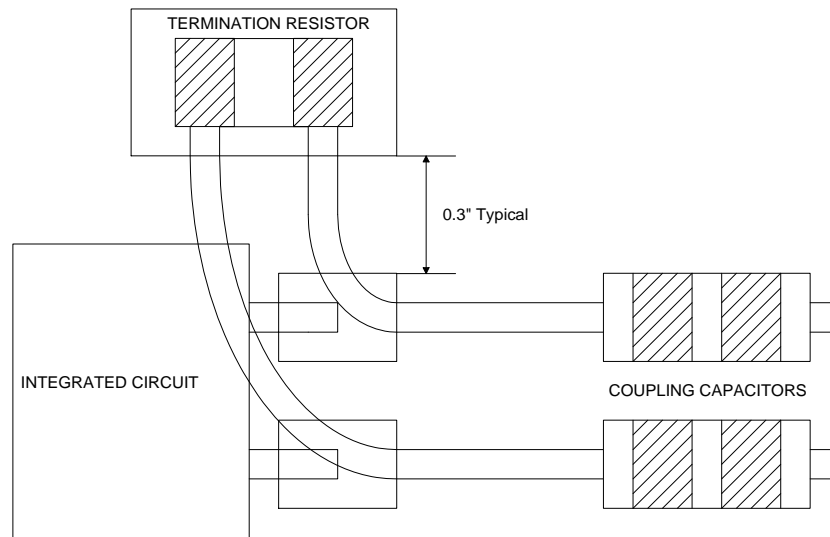 TERMINATION RESISTOR
0.3" Typical
INTEGRATED CIRCUIT
COUPLING CAPACITORS